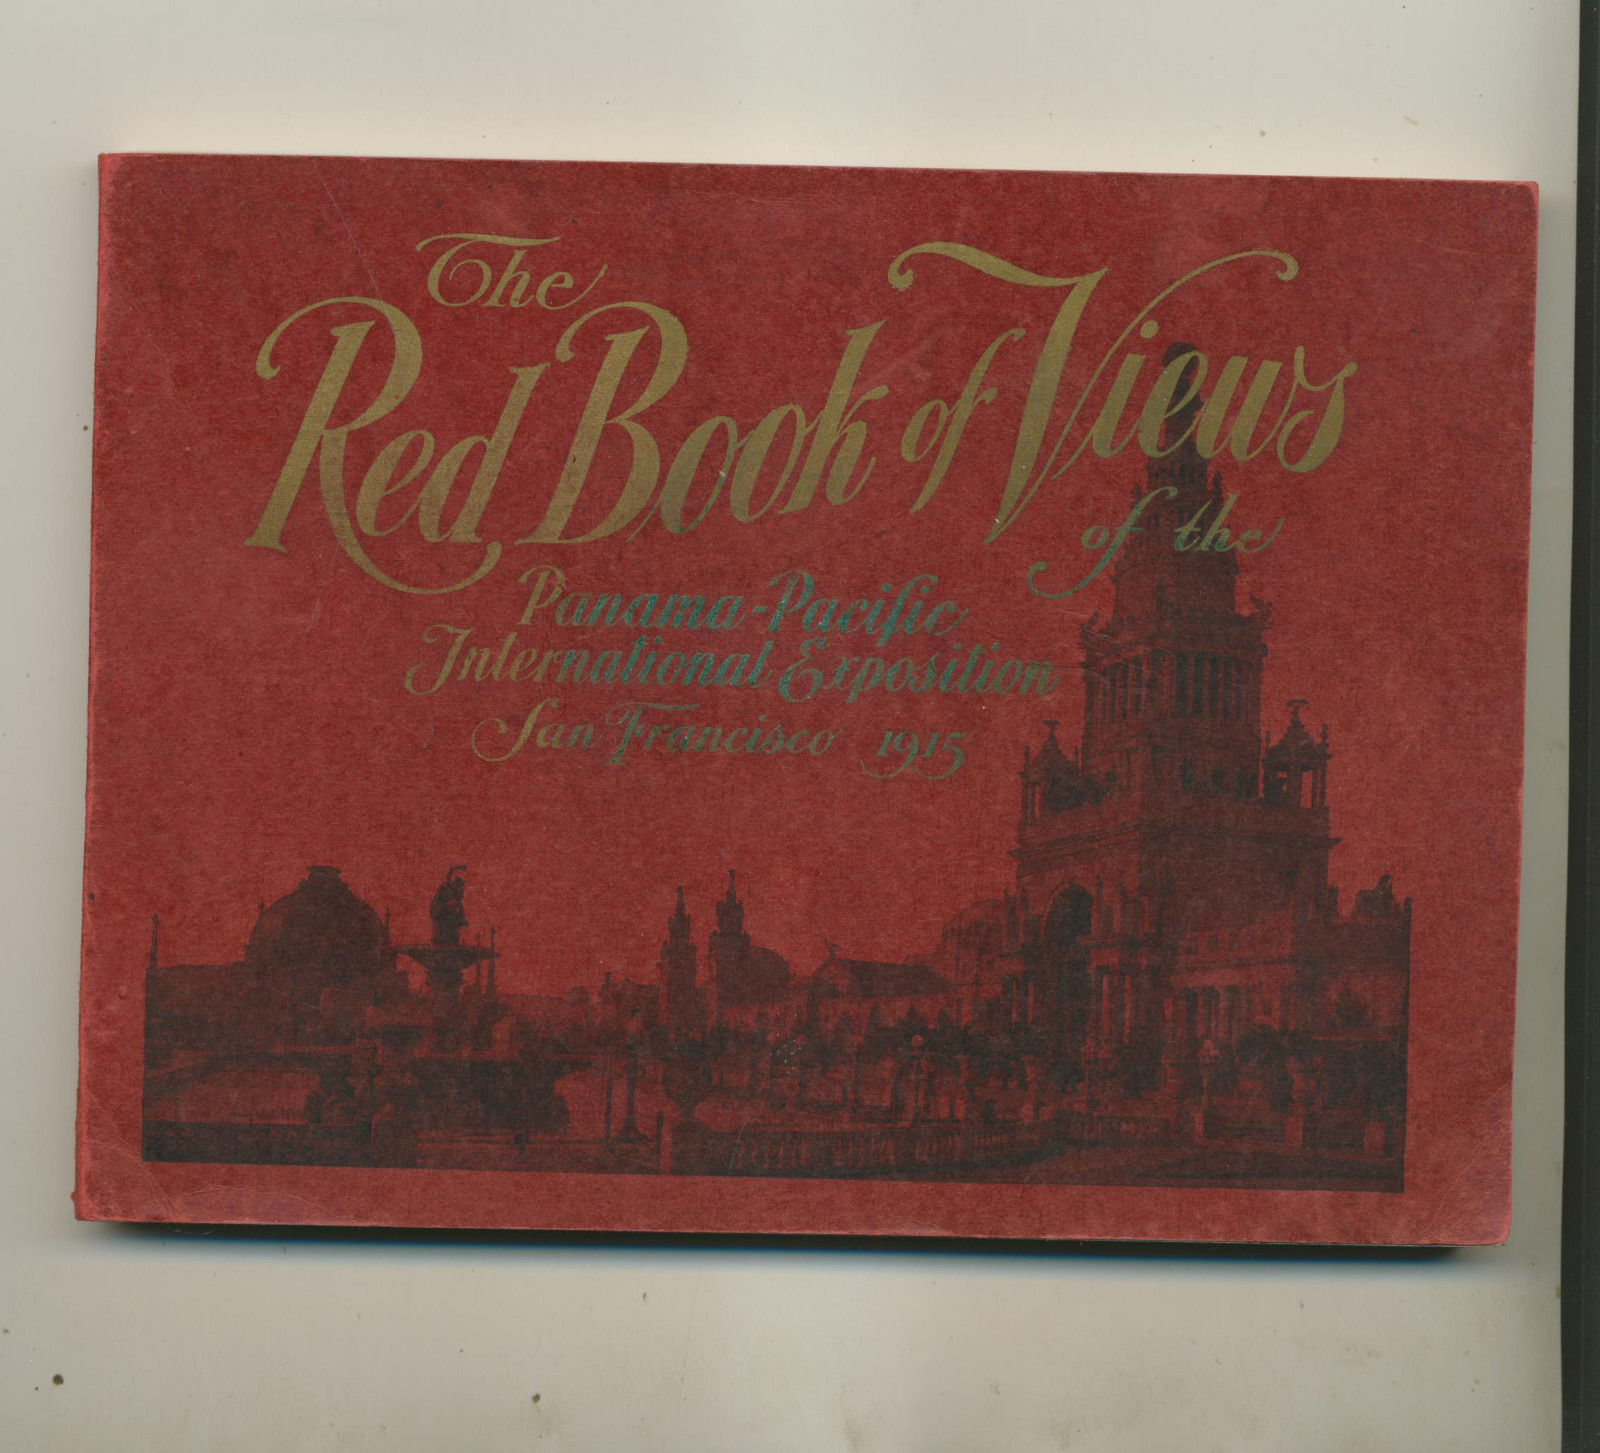 The
Red Book of Views
of the
Panama-Pacific
International Exposition
San Francisco 1915